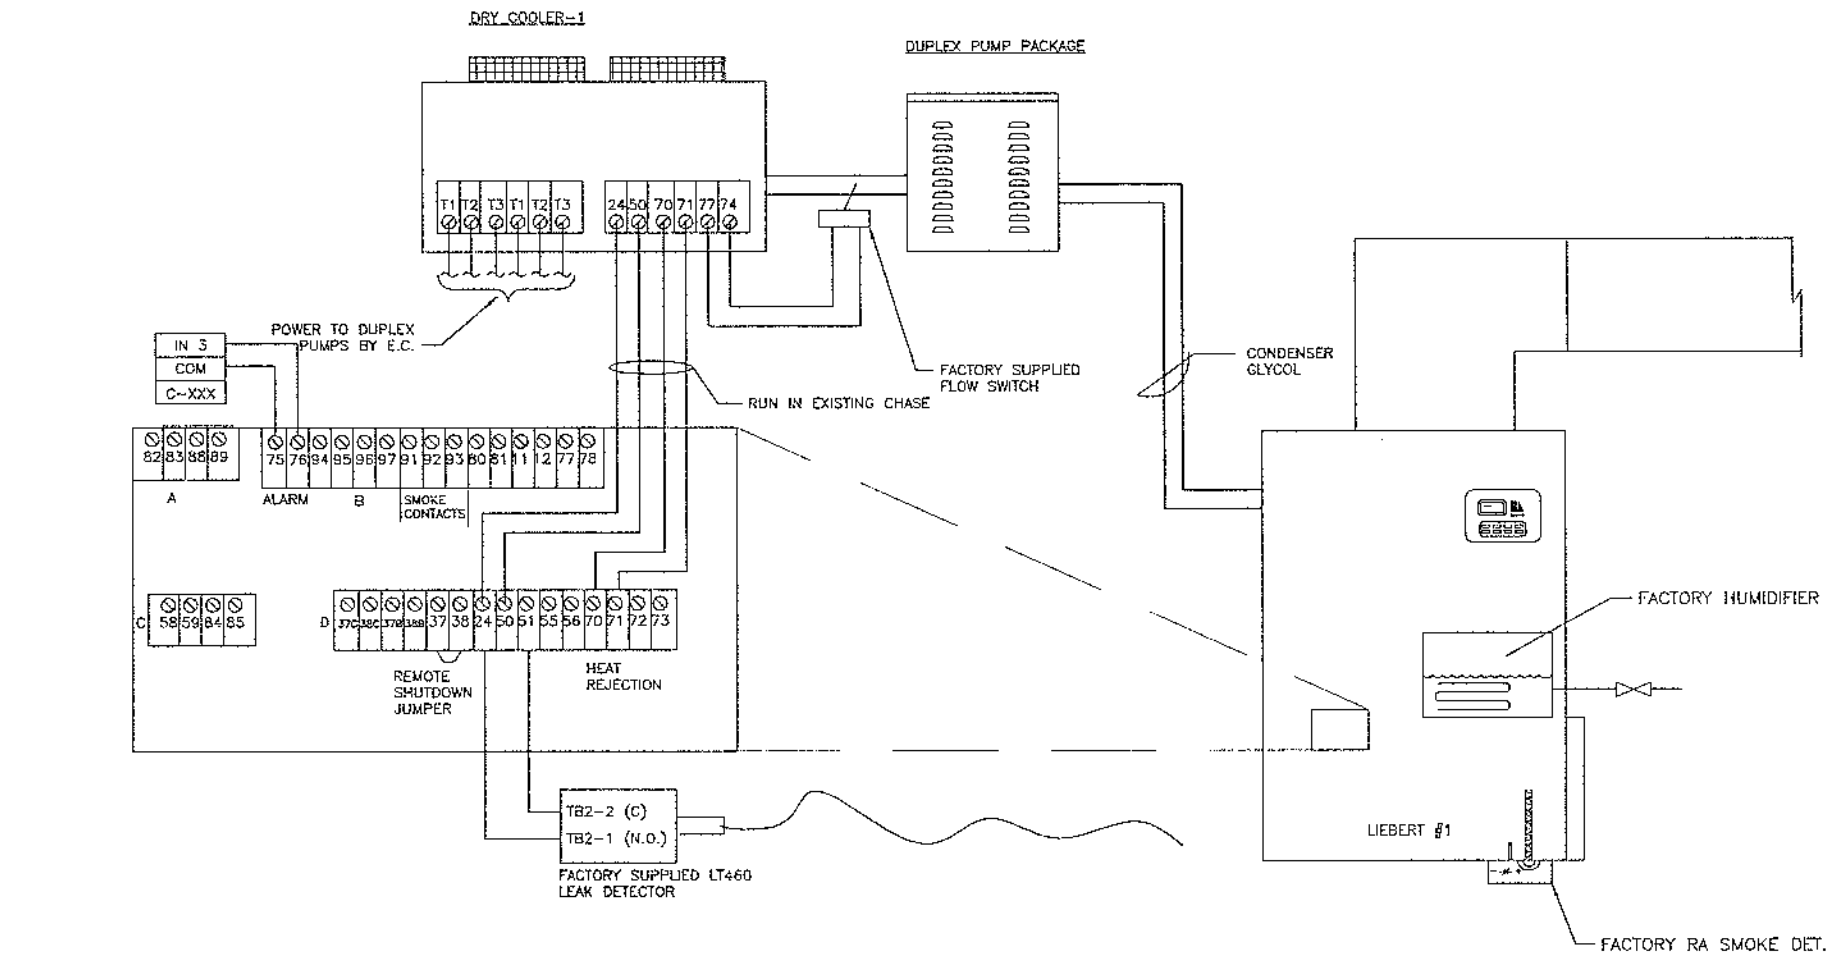 DRY COOLER-1
DUPLEX PUMP PACKAGE
T1 T2 T3 T1 T2 T3
24 50 70 71 77 74
POWER TO DUPLEX
PUMPS BY E.C.
IN 3
COM
C-XXX
FACTORY SUPPLIED
FLOW SWITCH
RUN IN EXISTING CHASE
CONDENSER
GLYCOL
82 83 88 89
A
75 76 94 95 96 97 91 92 93 80 81 11 12 77 78
ALARM
B
SMOKE
CONTACTS
C
58 59 84 85
D
37C 38C 37B 38B 37 38 24 50 51 55 56 70 71 72 73
REMOTE
SHUTDOWN
JUMPER
HEAT
REJECTION
FACTORY HUMIDIFIER
TB2-2 (C)
TB2-1 (N.O.)
FACTORY SUPPLIED LT460
LEAK DETECTOR
LIEBERT #1
FACTORY RA SMOKE DET.